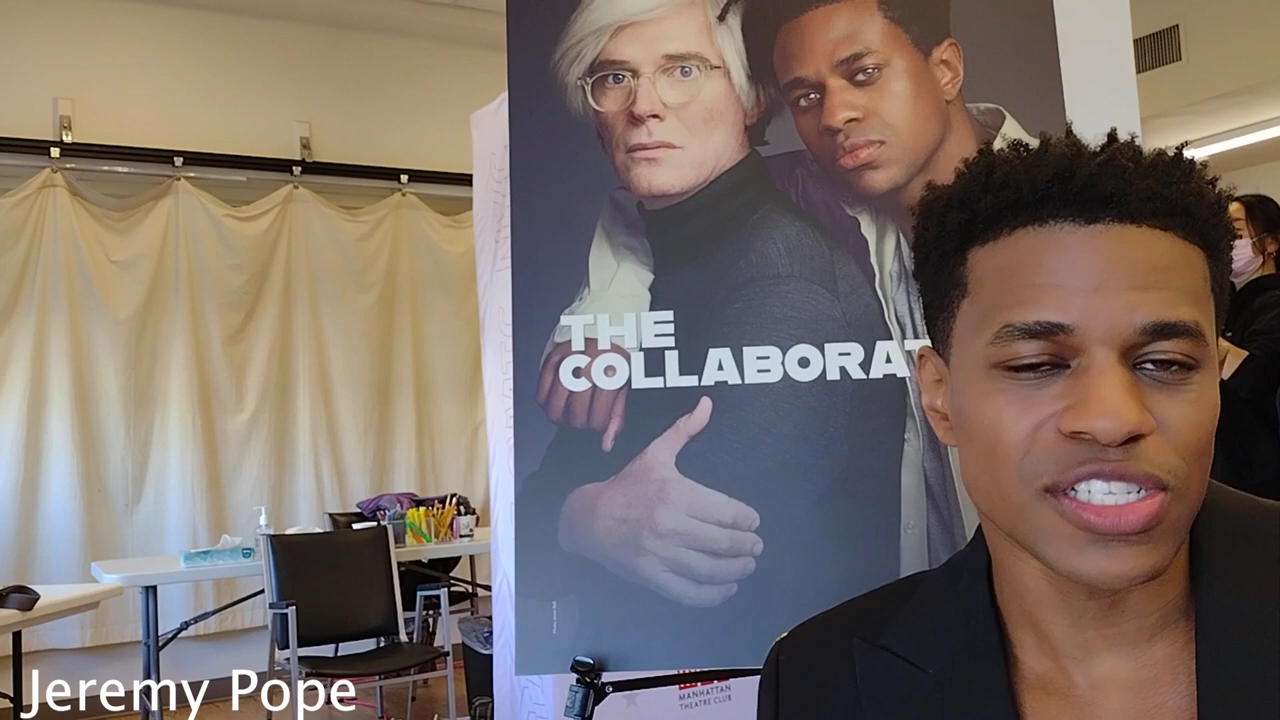 THE
COLLABORAT
MANHATTAN
THEATRE CLUB
Jeremy Pope